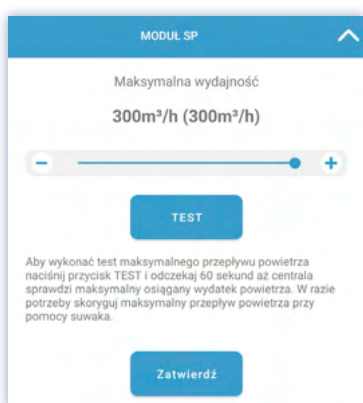 MODUŁ SP
Maksymalna wydajność
300m³/h (300m³/h)
TEST
Aby wykonać test maksymalnego przepływu powietrza
naciśnij przycisk TEST i odczekaj 60 sekund aż centrala
sprawdzi maksymalny osiągany wydatek powietrza. W razie
potrzeby skoryguj maksymalny przepływ powietrza przy
pomocy suwaka.
Zatwierdź